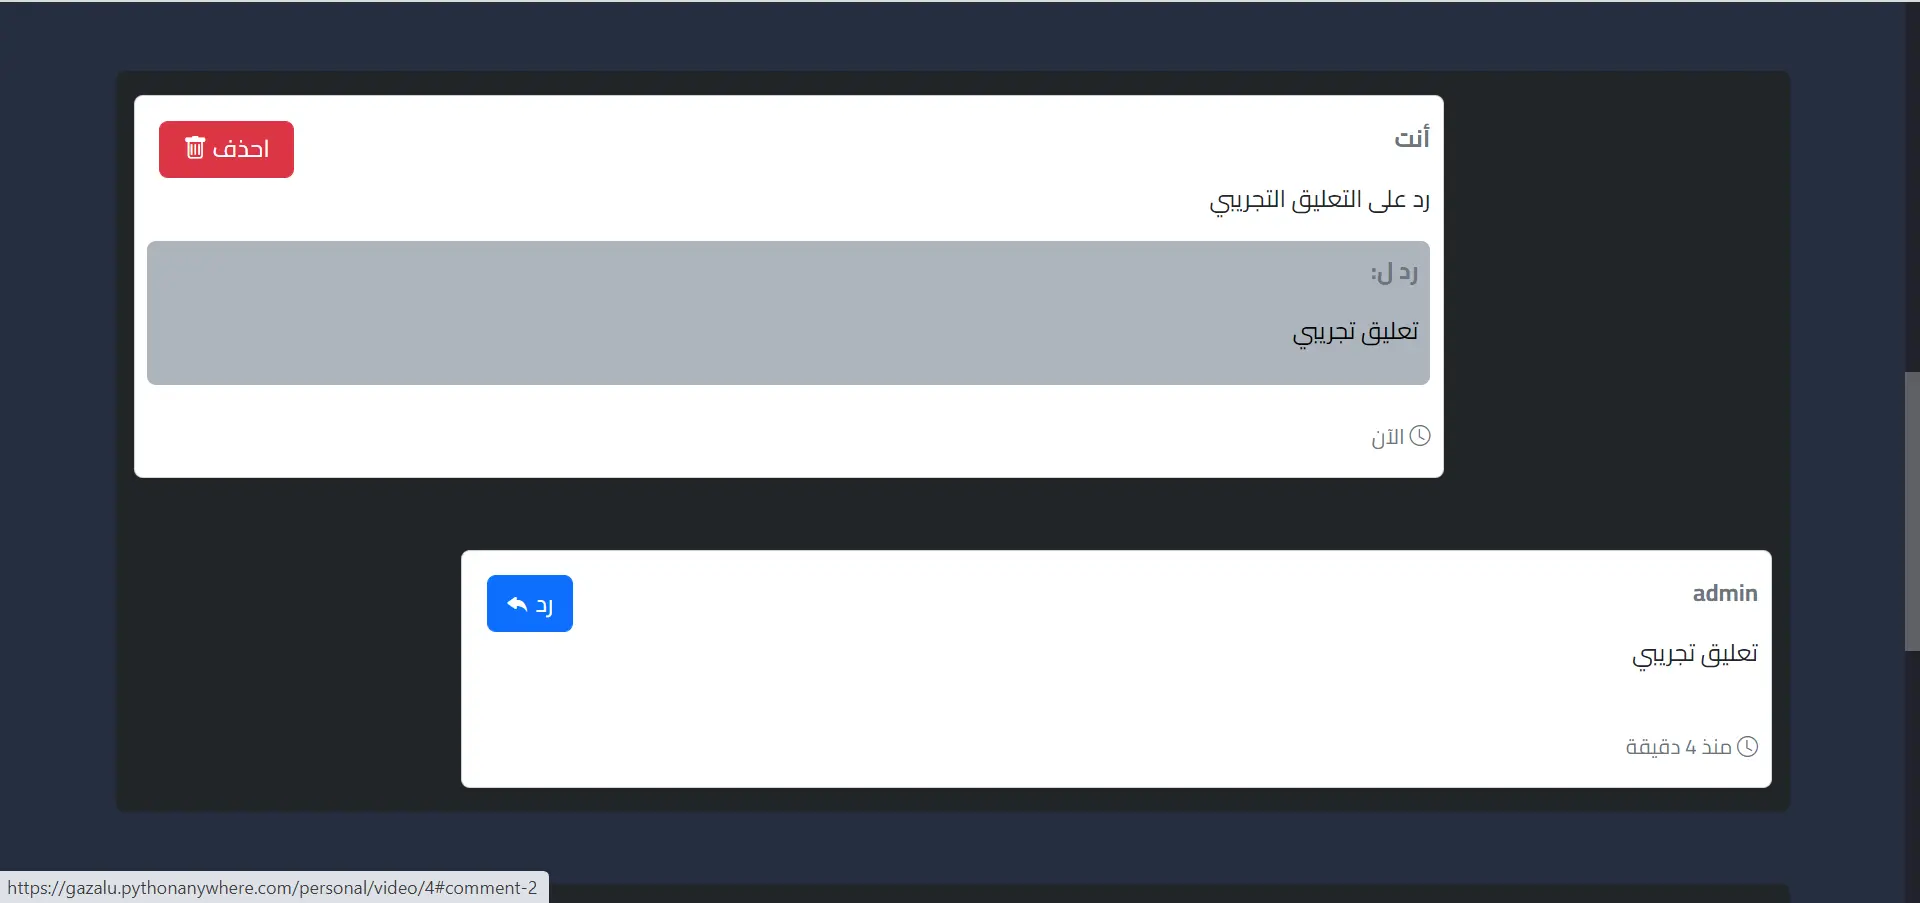 أنت
احذف
رد على التعليق التجريبي
رد ل:
تعليق تجريبي
الآن
admin
رد
تعليق تجريبي
منذ 4 دقيقة
https://gazalu.pythonanywhere.com/personal/video/4#comment-2